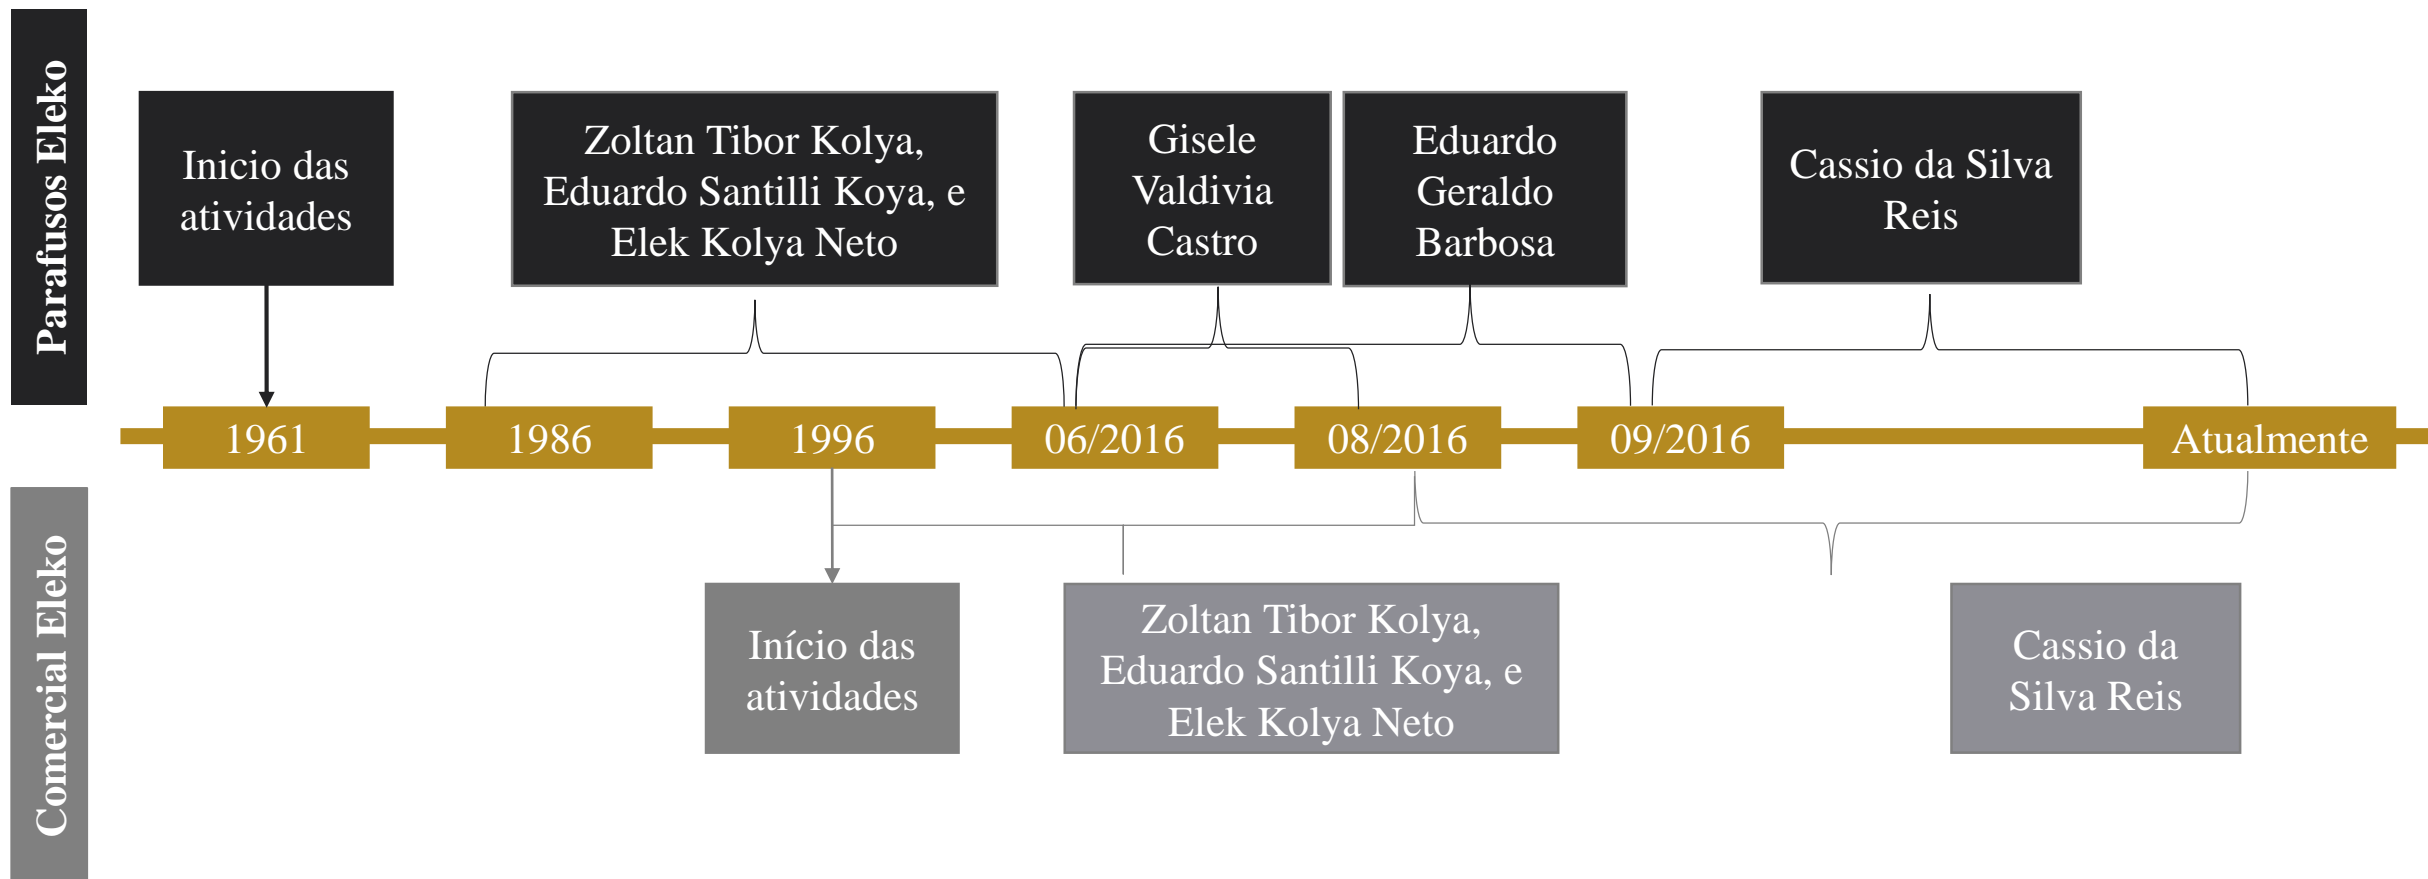 Parafusos Eleko
Inicio das
atividades
Zoltan Tibor Kolya,
Eduardo Santilli Koya, e
Elek Kolya Neto
Gisele
Valdivia
Castro
Eduardo
Geraldo
Barbosa
Cassio da Silva
Reis
1961
1986
1996
06/2016
08/2016
09/2016
Atualmente
Comercial Eleko
Início das
atividades
Zoltan Tibor Kolya,
Eduardo Santilli Koya, e
Elek Kolya Neto
Cassio da
Silva Reis